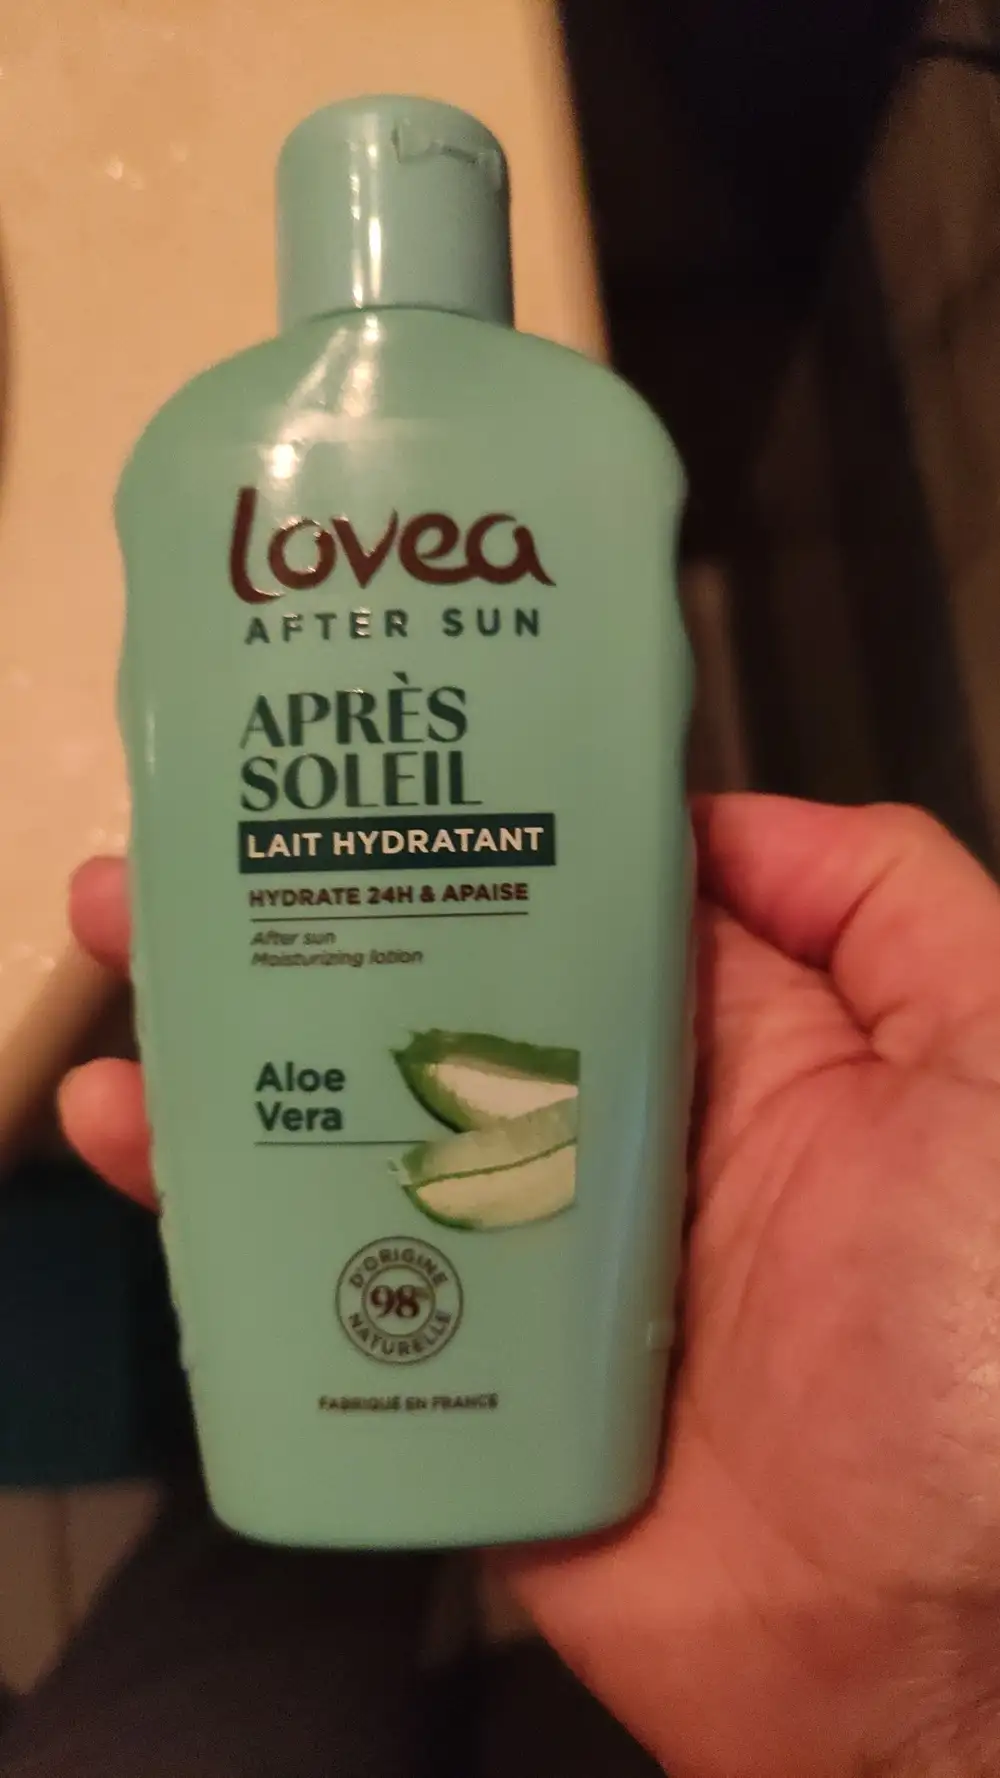 lovea
AFTER SUN
APRÈS
SOLEIL
LAIT HYDRATANT
HYDRATE 24H & APAISE
After sun
Moisturizing lotion
Aloe
Vera
D'ORIGINE
98%
NATURELLE
FABRIQUÉ EN FRANCE